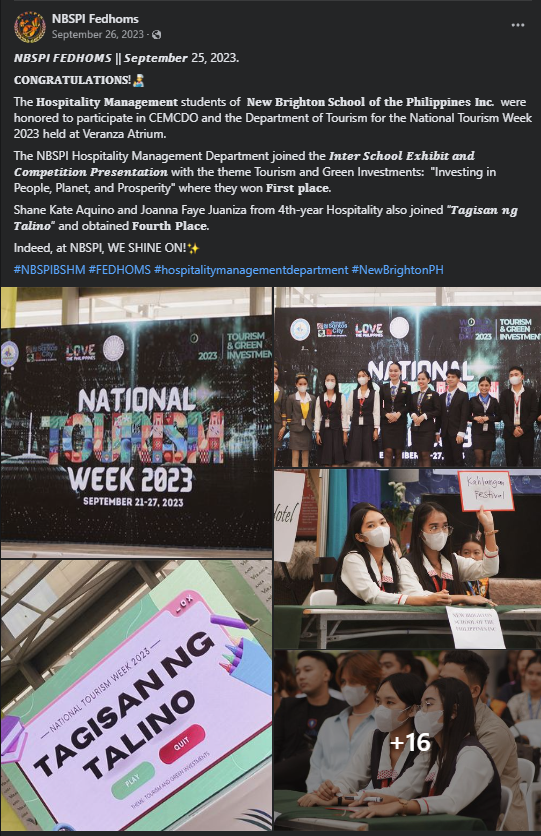 NBSPI Fedhoms
September 26, 2023
NBSPI FEDHOMS || September 25, 2023.
CONGRATULATIONS!
The Hospitality Management students of New Brighton School of the Philippines Inc. were
honored to participate in CEMCDO and the Department of Tourism for the National Tourism Week
2023 held at Veranza Atrium.
The NBSPI Hospitality Management Department joined the Inter School Exhibit and
Competition Presentation with the theme Tourism and Green Investments: "Investing in
People, Planet, and Prosperity" where they won First place.
Shane Kate Aquino and Joanna Faye Juaniza from 4th-year Hospitality also joined "Tagisan ng
Talino" and obtained Fourth Place.
Indeed, at NBSPI, WE SHINE ON!✨
#NBSPIBSHM #FEDHOMS #hospitalitymanagementdepartment #NewBrightonPH
LOVE
THE PHILIPPINES
2023
TOURISM
& GREEN
INVESTMEN
NATIONAL
TOURISM
WEEK 2023
SEPTEMBER 21-27, 2023
LOVE
THE PHILIPPINES
2023
TOURISM
& GREEN
INVESTMEN
NATIONAL
Hotel
Kahlangan
Festival
NEW BRIGHTON
SCHOOL OF THE
PHILIPPINES INC.
NATIONAL TOURISM WEEK 2023
TAGISAN NG
TALINO
PLAY
QUIT
THEME: TOURISM AND GREEN INVESTMENTS
+16